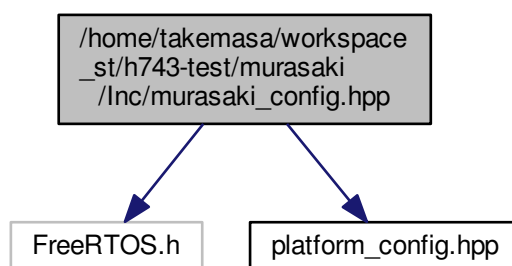 /home/takemasa/workspace
_st/h743-test/murasaki
/Inc/murasaki_config.hpp
FreeRTOS.h
platform_config.hpp